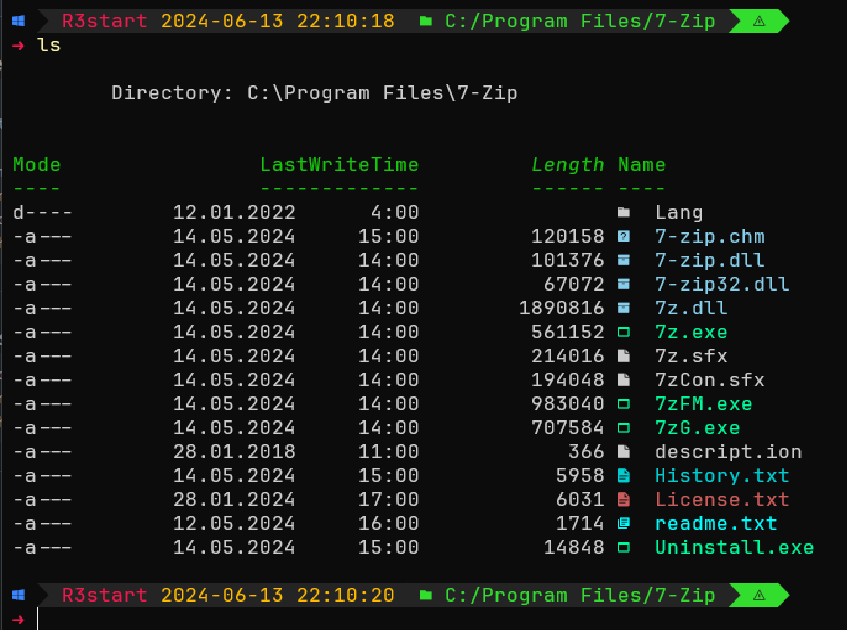 R3start 2024-06-13 22:10:18 C:/Program Files/7-Zip
→ ls
Directory: C:\Program Files\7-Zip
Mode LastWriteTime Length Name
---- ------------- ------ ----
d---- 12.01.2022 4:00 Lang
-a--- 14.05.2024 15:00 120158 7-zip.chm
-a--- 14.05.2024 14:00 101376 7-zip.dll
-a--- 14.05.2024 14:00 67072 7-zip32.dll
-a--- 14.05.2024 14:00 1890816 7z.dll
-a--- 14.05.2024 14:00 561152 7z.exe
-a--- 14.05.2024 14:00 214016 7z.sfx
-a--- 14.05.2024 14:00 194048 7zCon.sfx
-a--- 14.05.2024 14:00 983040 7zFM.exe
-a--- 14.05.2024 14:00 707584 7zG.exe
-a--- 28.01.2018 11:00 366 descript.ion
-a--- 14.05.2024 15:00 5958 History.txt
-a--- 28.01.2024 17:00 6031 License.txt
-a--- 12.05.2024 16:00 1714 readme.txt
-a--- 14.05.2024 15:00 14848 Uninstall.exe
R3start 2024-06-13 22:10:20 C:/Program Files/7-Zip
→